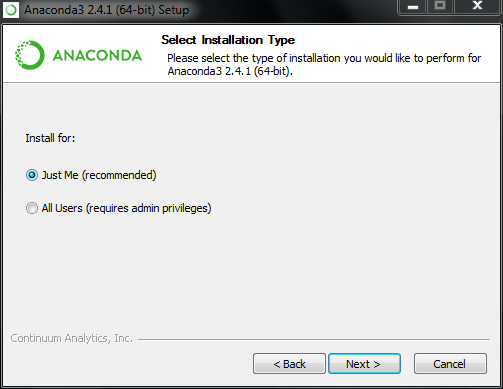 Anaconda3 2.4.1 (64-bit) Setup
ANACONDA
Select Installation Type
Please select the type of installation you would like to perform for
Anaconda3 2.4.1 (64-bit).
Install for:
Just Me (recommended)
All Users (requires admin privileges)
Continuum Analytics, Inc.
< Back
Next >
Cancel